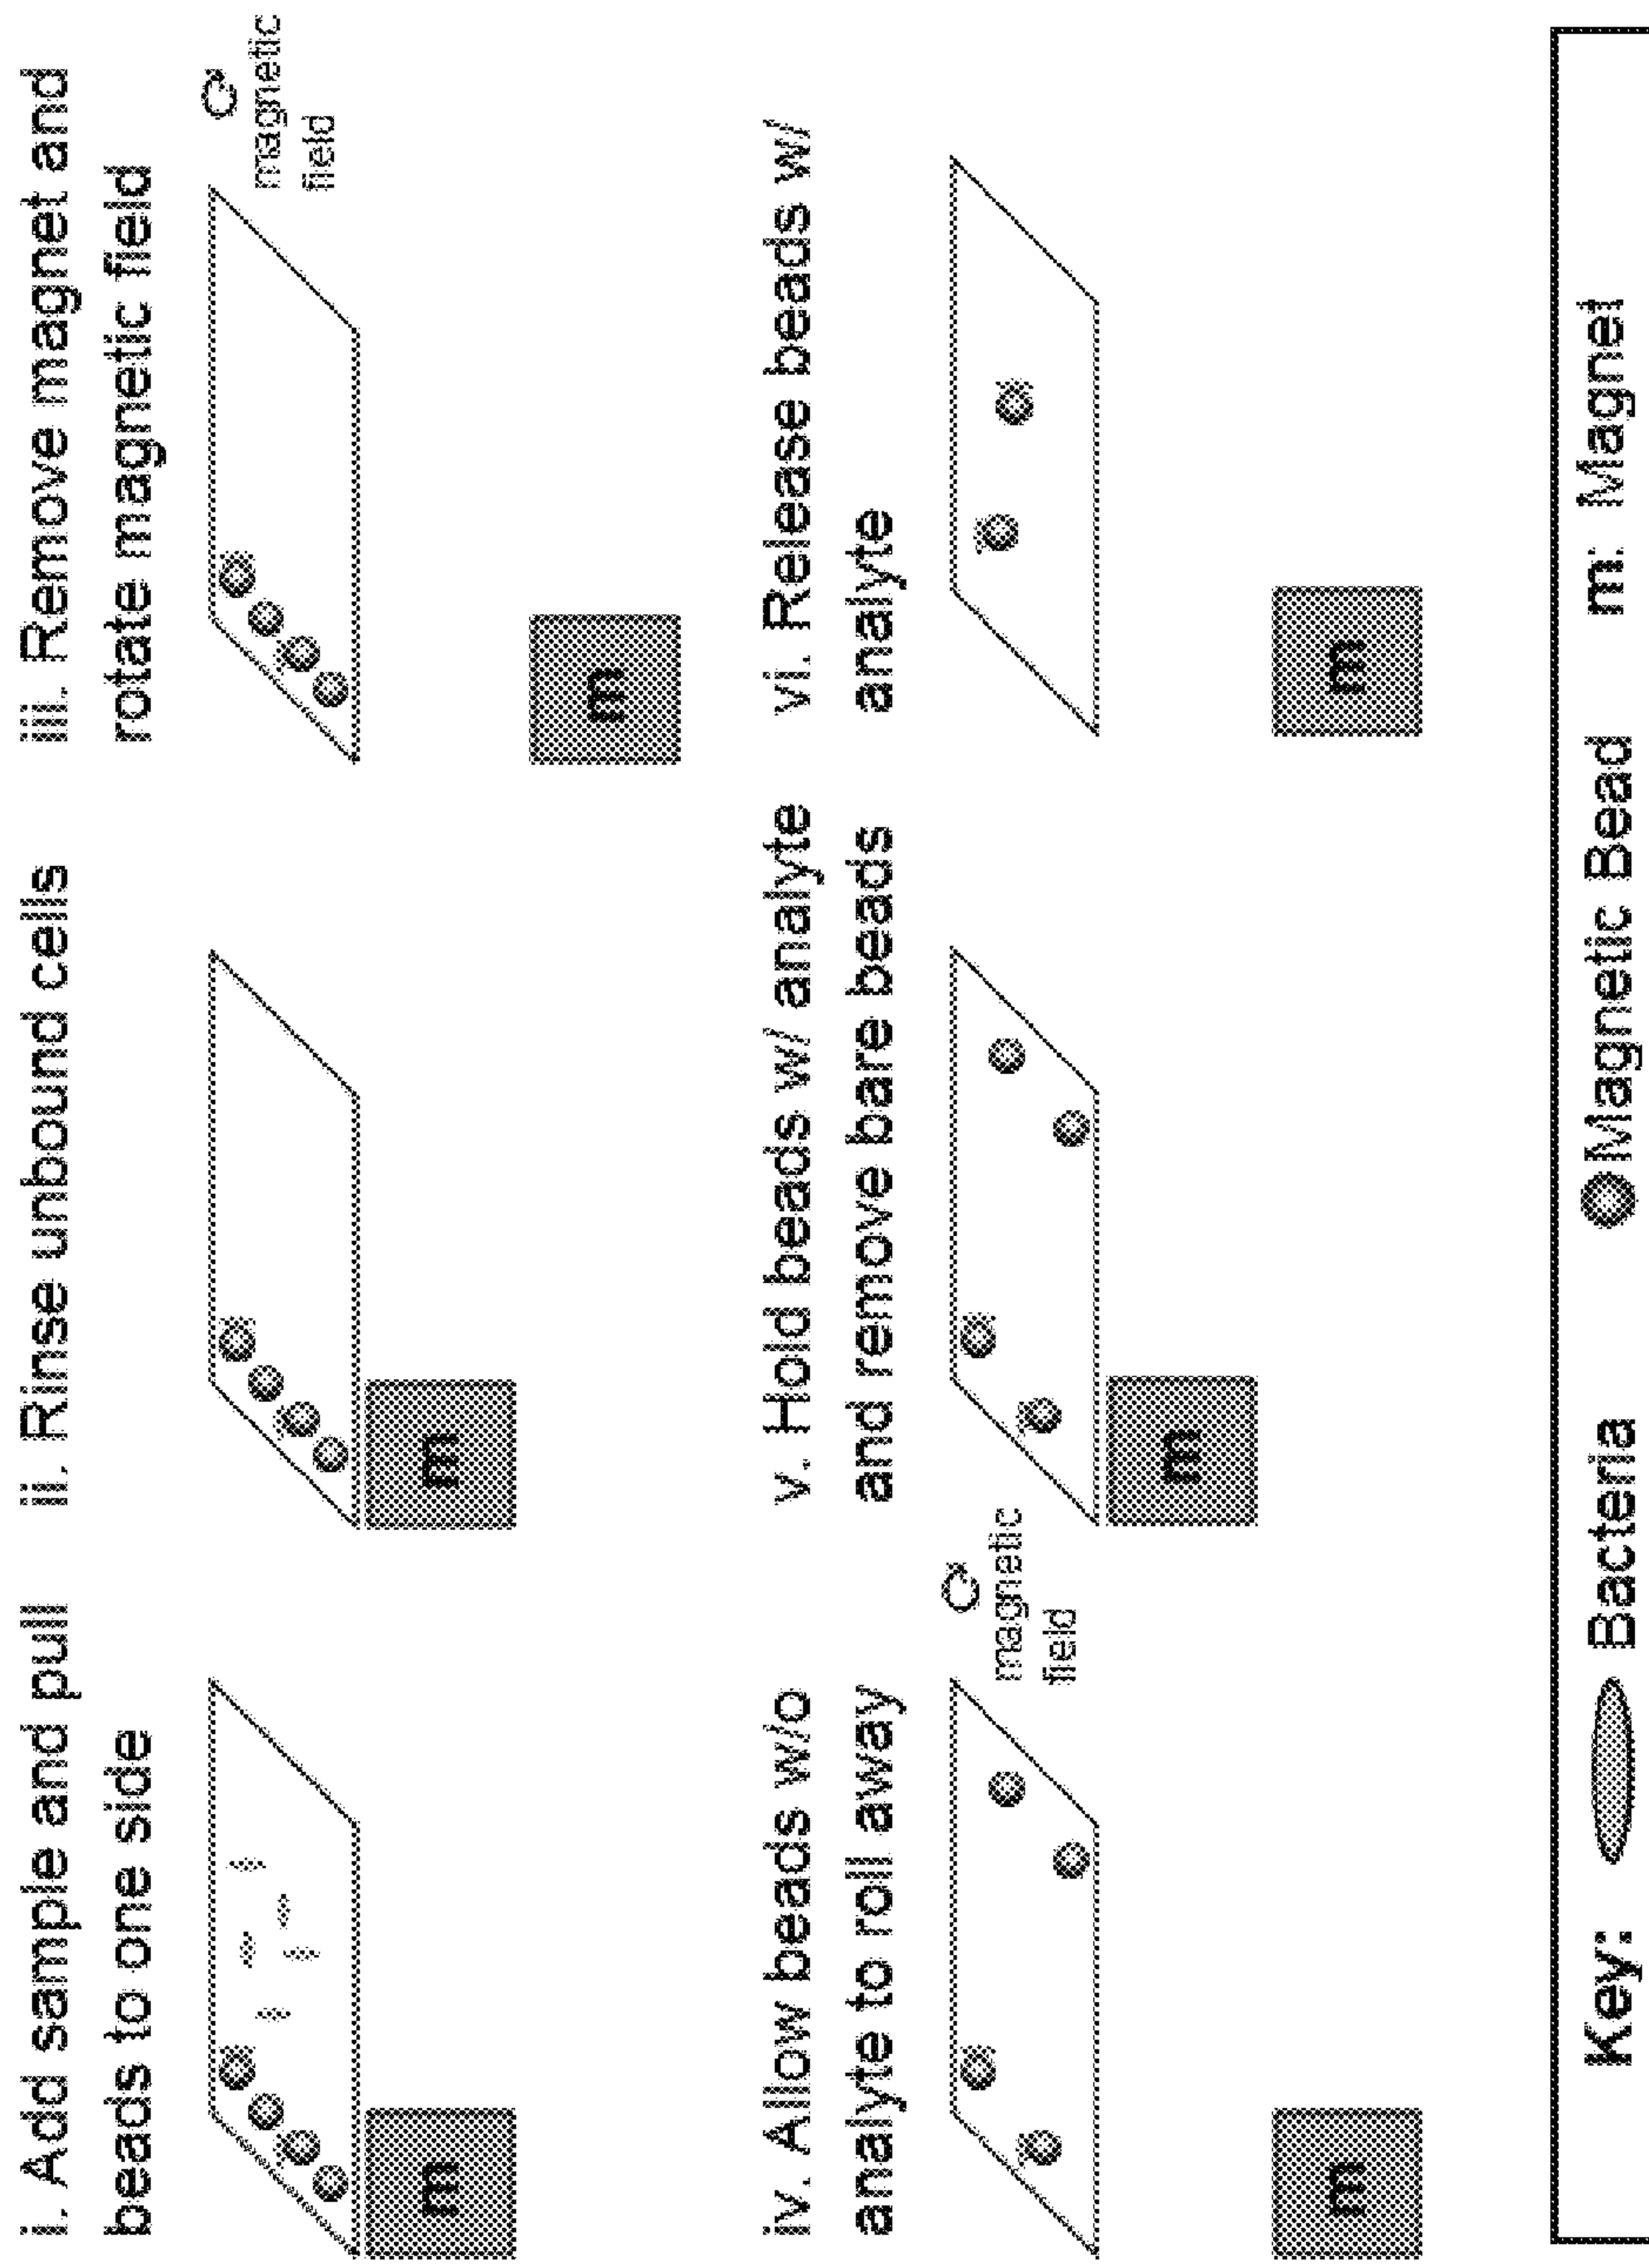 i. Add sample and pull
beads to one side
m
ii. Rinse unbound cells
m
iii. Remove magnet and
rotate magnetic field
magnetic
field
m
iv. Allow beads w/o
analyte to roll away
magnetic
field
m
v. Hold beads w/ analyte
and remove bare beads
m
vi. Release beads w/
analyte
m
Key: Bacteria Magnetic Bead m: Magnet